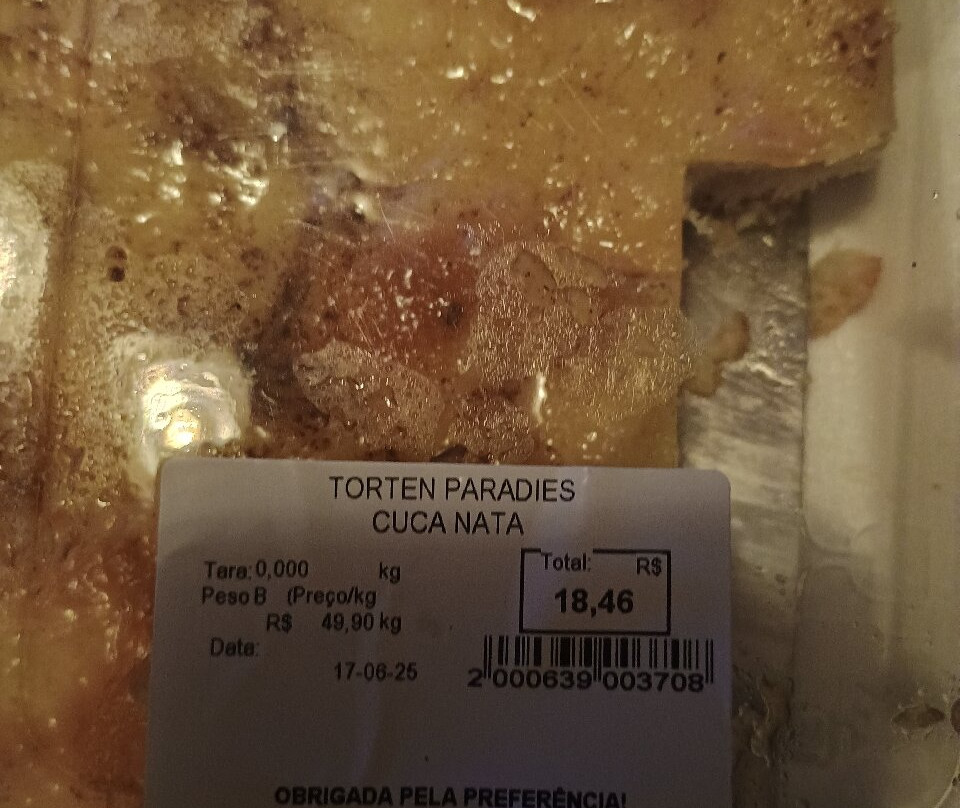 TORTEN PARADIES
CUCA NATA
Tara: 0,000 kg
Peso B (Preço/kg
R$ 49,90 kg
Data:
17-06-25
Total: R$
18,46
2 000639 003708
OBRIGADA PELA PREFERÊNCIA!